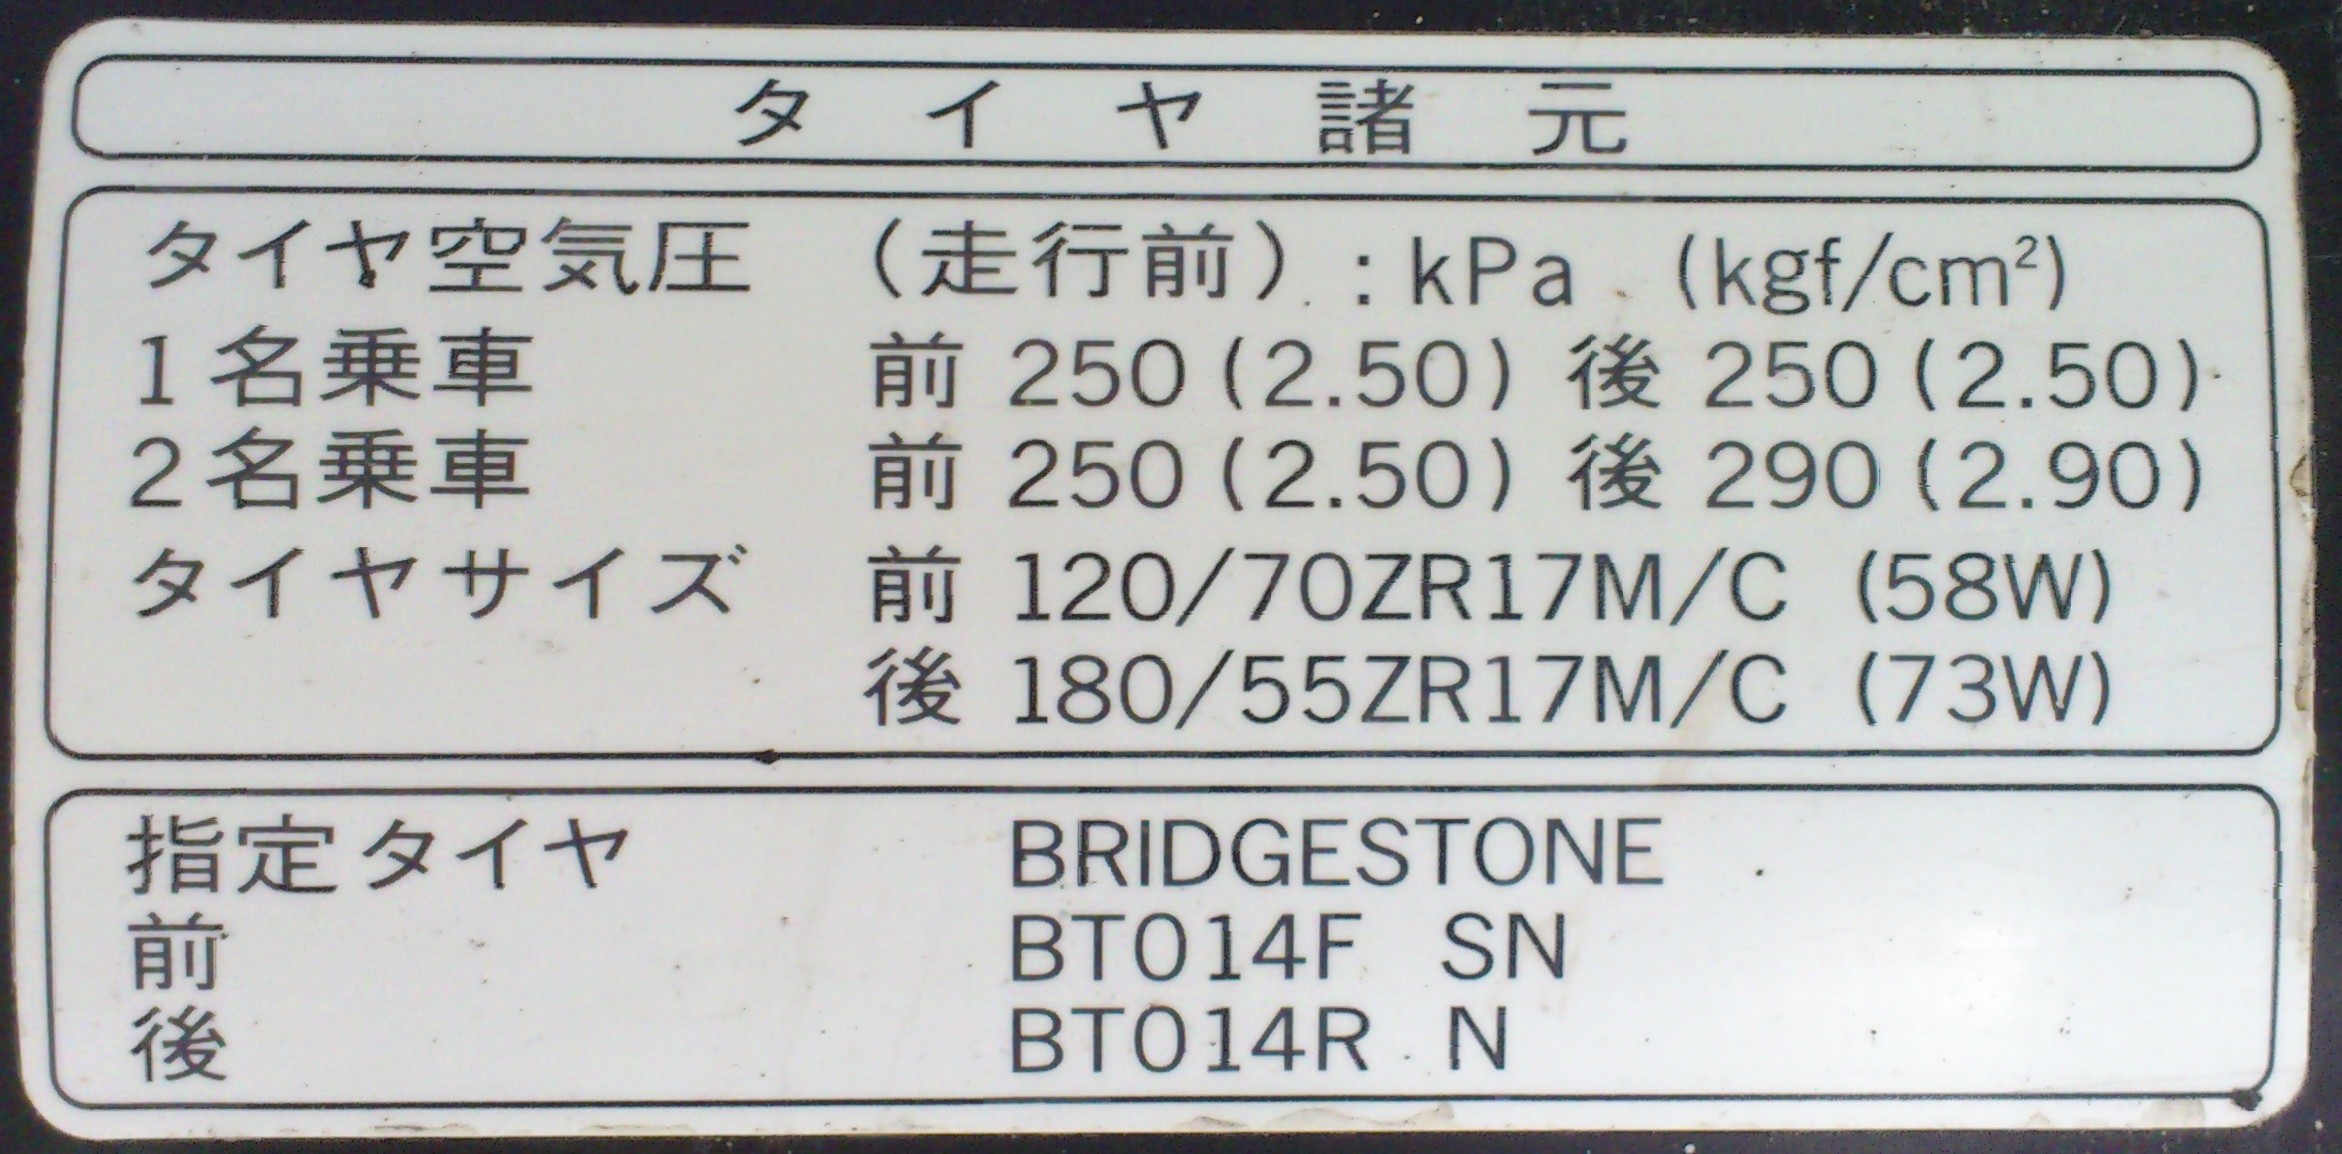 タイヤ諸元
タイヤ空気圧 （走行前）: kPa (kgf/cm²)
1名乗車 前 250 (2.50) 後 250 (2.50)
2名乗車 前 250 (2.50) 後 290 (2.90)
タイヤサイズ 前 120/70ZR17M/C (58W)
後 180/55ZR17M/C (73W)
指定タイヤ BRIDGESTONE
前 BT014F SN
後 BT014R N